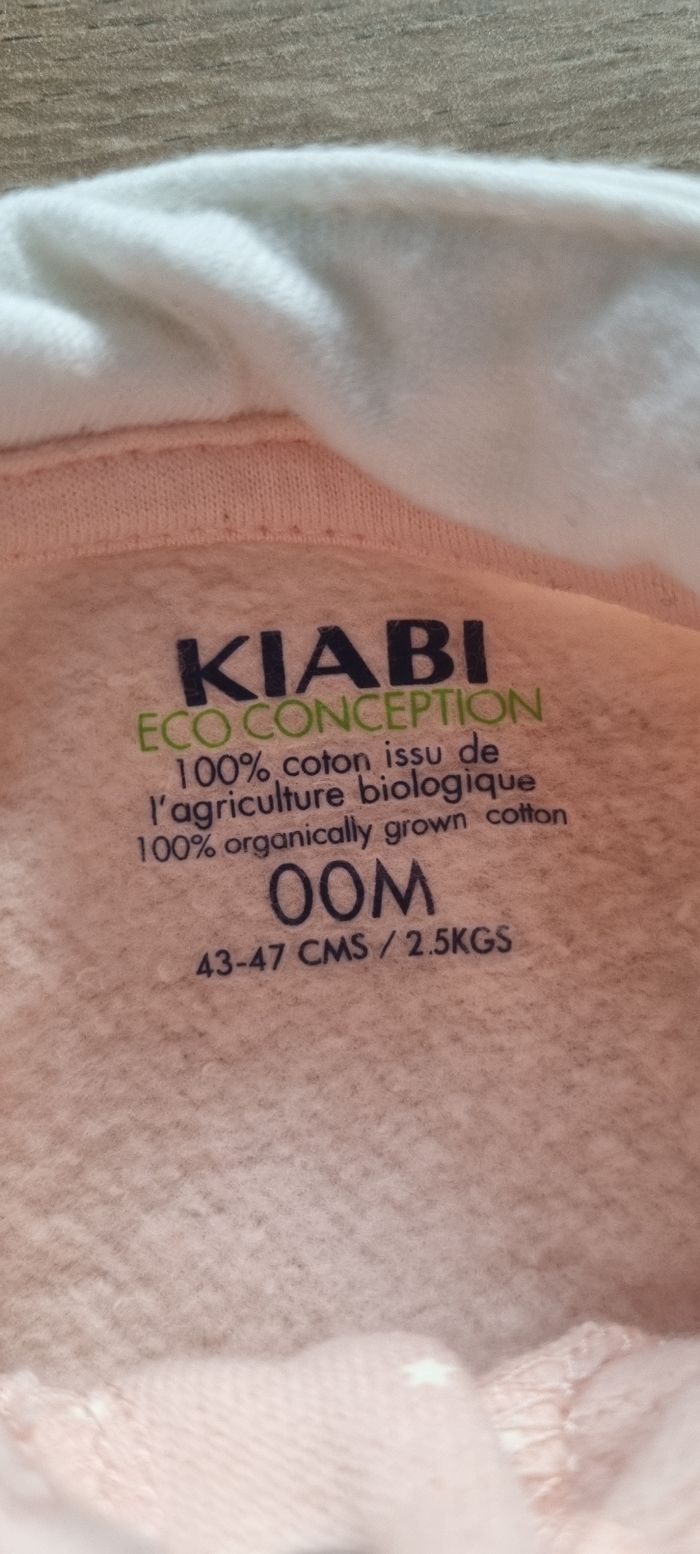 KIABI
ECO CONCEPTION
100% coton issu de
l'agriculture biologique
100% organically grown cotton
00M
43-47 CMS / 2.5KGS